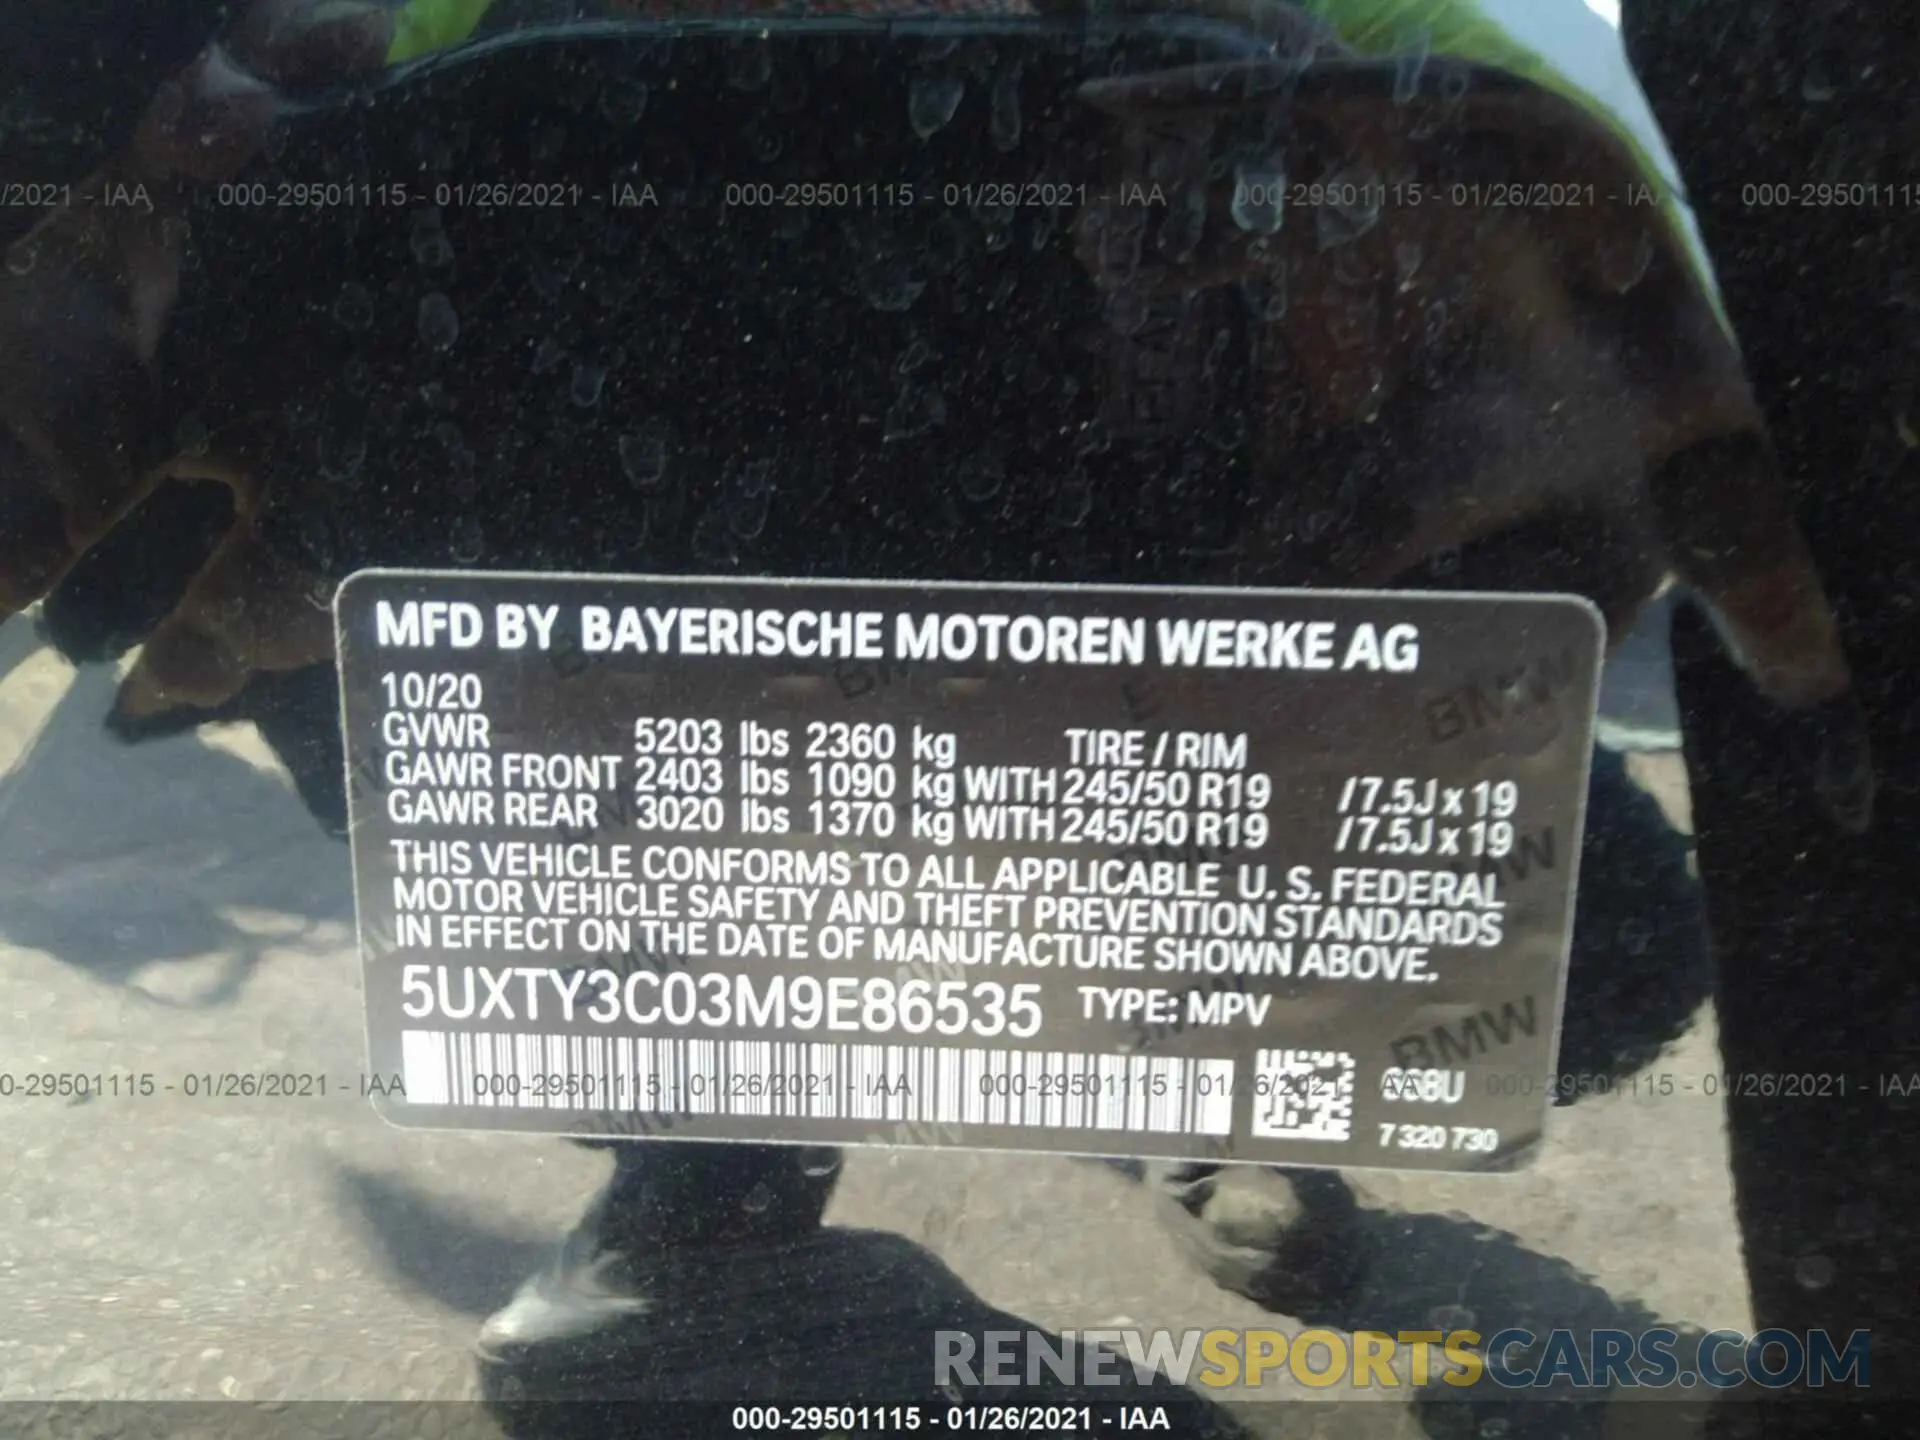 /2021 - IAA 000-29501115 - 01/26/2021 - IAA 000-29501115 - 01/26/2021 - IAA 000-29501115 - 01/26/2021 - IAA 000-29501115
MFD BY BAYERISCHE MOTOREN WERKE AG
10/20
GVWR 5203 lbs 2360 kg TIRE / RIM
GAWR FRONT 2403 lbs 1090 kg WITH 245/50 R19 /7.5J x 19
GAWR REAR 3020 lbs 1370 kg WITH 245/50 R19 /7.5J x 19
THIS VEHICLE CONFORMS TO ALL APPLICABLE U. S. FEDERAL
MOTOR VEHICLE SAFETY AND THEFT PREVENTION STANDARDS
IN EFFECT ON THE DATE OF MANUFACTURE SHOWN ABOVE.
5UXTY3C03M9E86535 TYPE: MPV
BMW
0-29501115 - 01/26/2021 - IAA 000-29501115 - 01/26/2021 - IAA 000-29501115 - 01/26/2021 - IAA 000-29501115 - 01/26/2021 - IAA
7 320 730
RENEWSPORTSCARS.COM
000-29501115 - 01/26/2021 - IAA